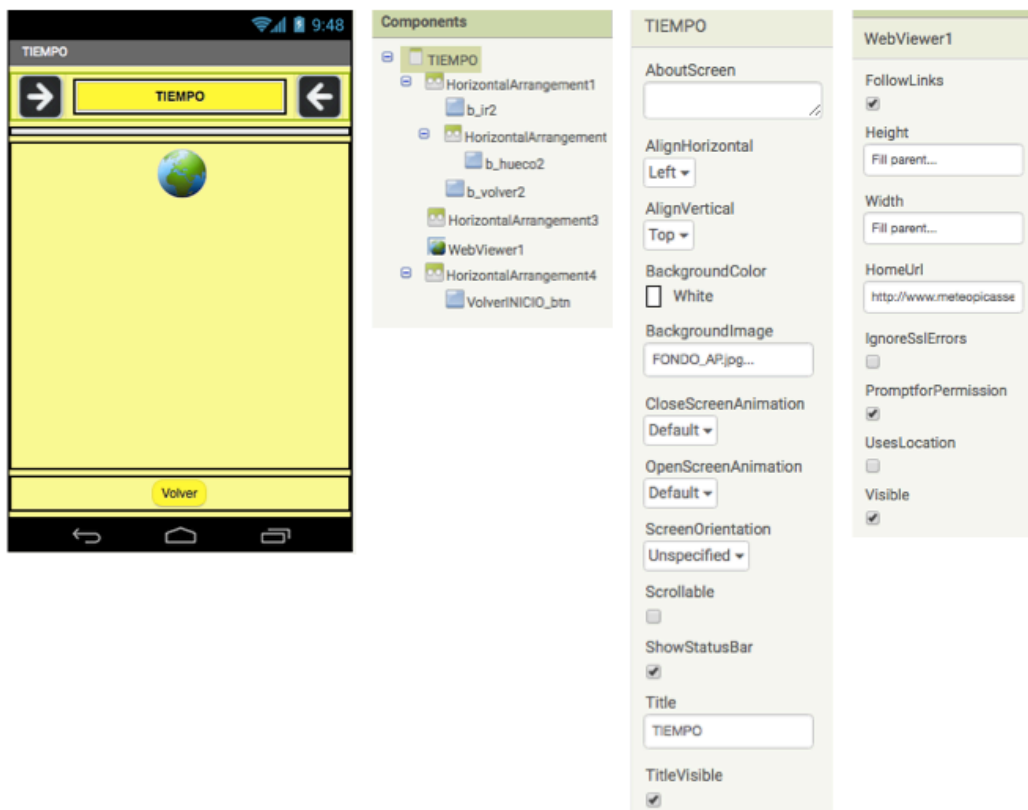 9:48
TIEMPO
TIEMPO
Volver
Components
TIEMPO
HorizontalArrangement1
b_ir2
HorizontalArrangement
b_hueco2
b_volver2
HorizontalArrangement3
WebViewer1
HorizontalArrangement4
VolverINICIO_btn
TIEMPO
AboutScreen
AlignHorizontal
Left
AlignVertical
Top
BackgroundColor
White
BackgroundImage
FONDO_AP.jpg...
CloseScreenAnimation
Default
OpenScreenAnimation
Default
ScreenOrientation
Unspecified
Scrollable
ShowStatusBar
Title
TIEMPO
TitleVisible
WebViewer1
FollowLinks
Height
Fill parent...
Width
Fill parent...
HomeUrl
http://www.meteopicasse
IgnoreSslErrors
PromptforPermission
UsesLocation
Visible